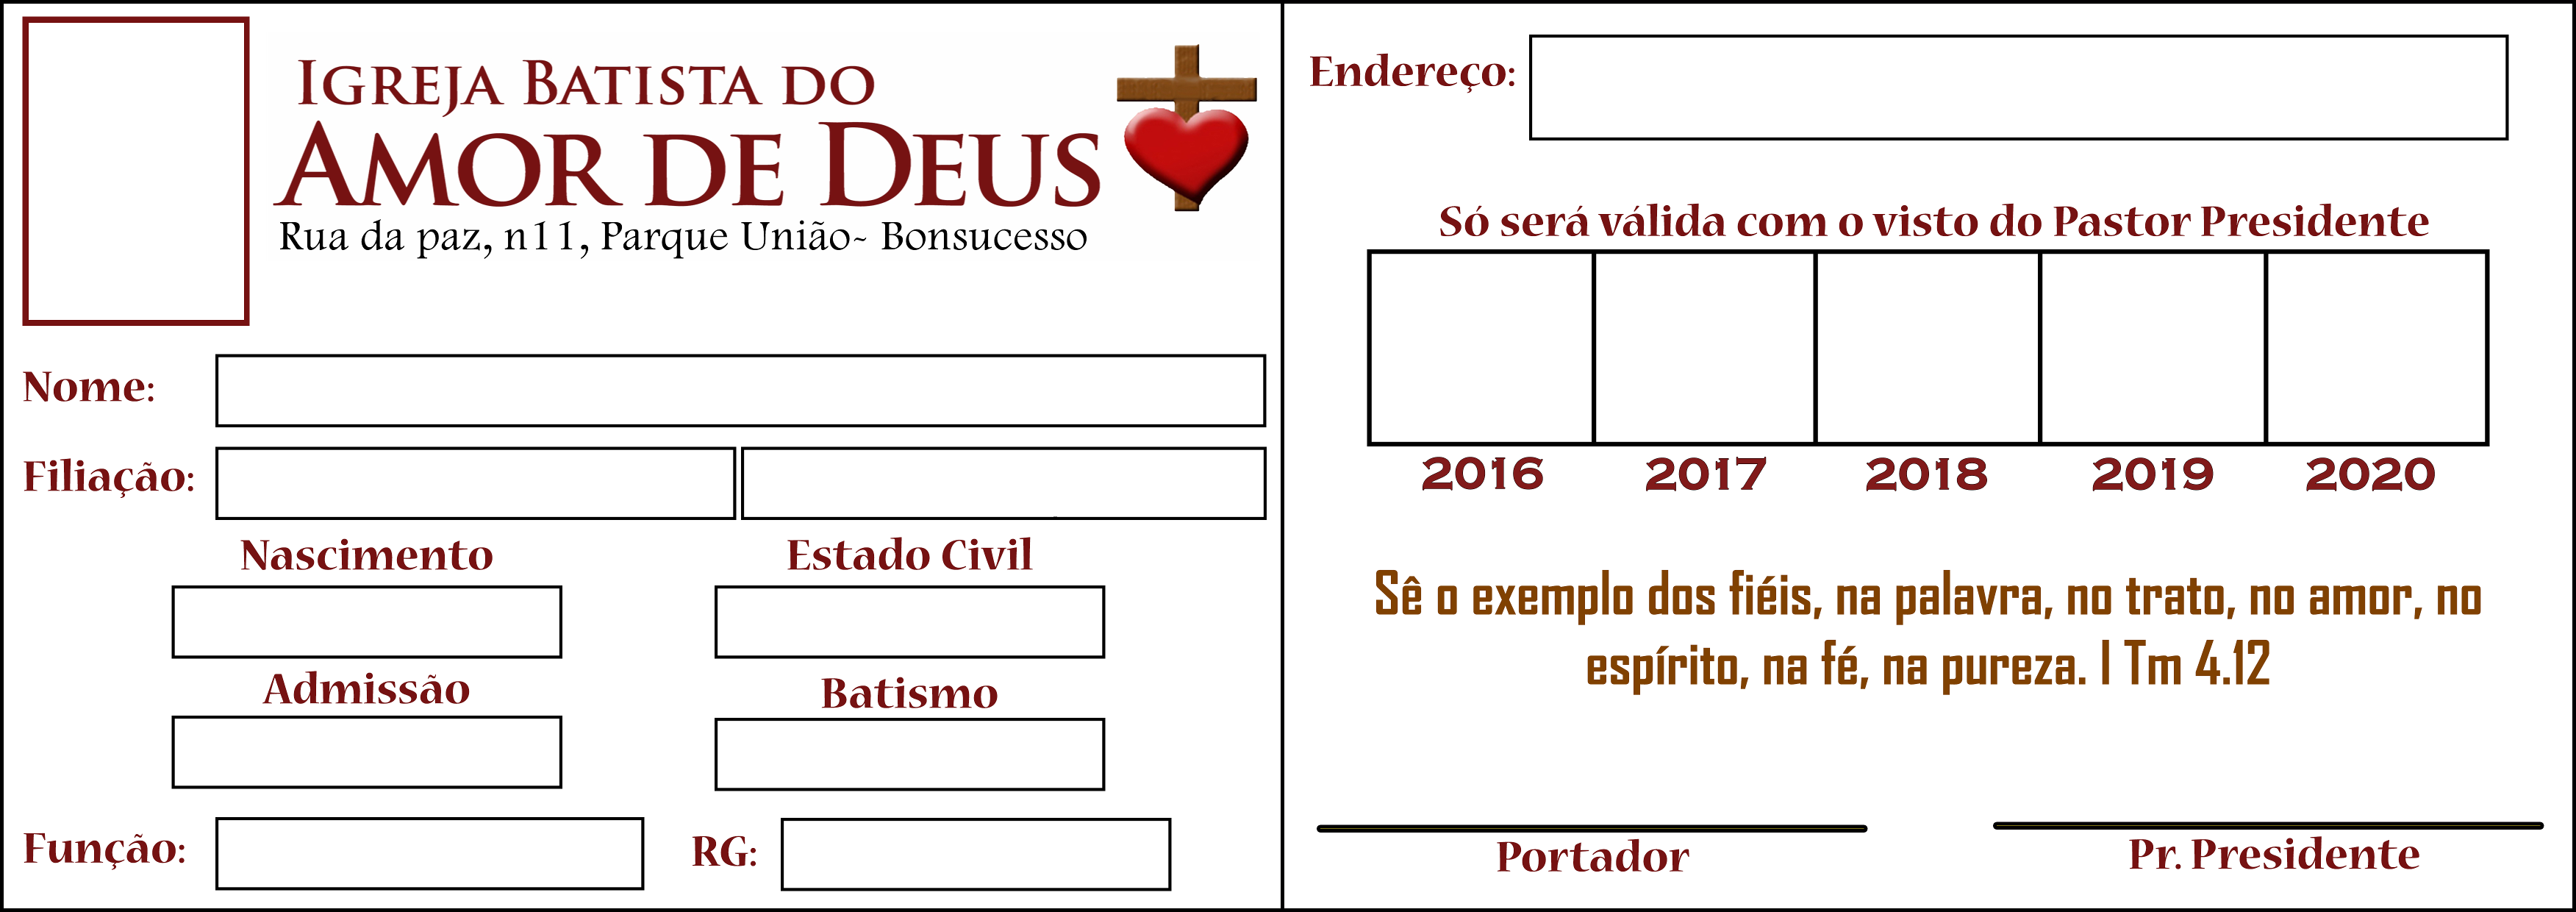 IGREJA BATISTA DO
AMOR DE DEUS
Rua da paz, n11, Parque União- Bonsucesso
Nome:
Filiação:
Nascimento
Estado Civil
Admissão
Batismo
Função:
RG:
Endereço:
Só será válida com o visto do Pastor Presidente
2016
2017
2018
2019
2020
Sê o exemplo dos fiéis, na palavra, no trato, no amor, no
espírito, na fé, na pureza. I Tm 4.12
Portador
Pr. Presidente